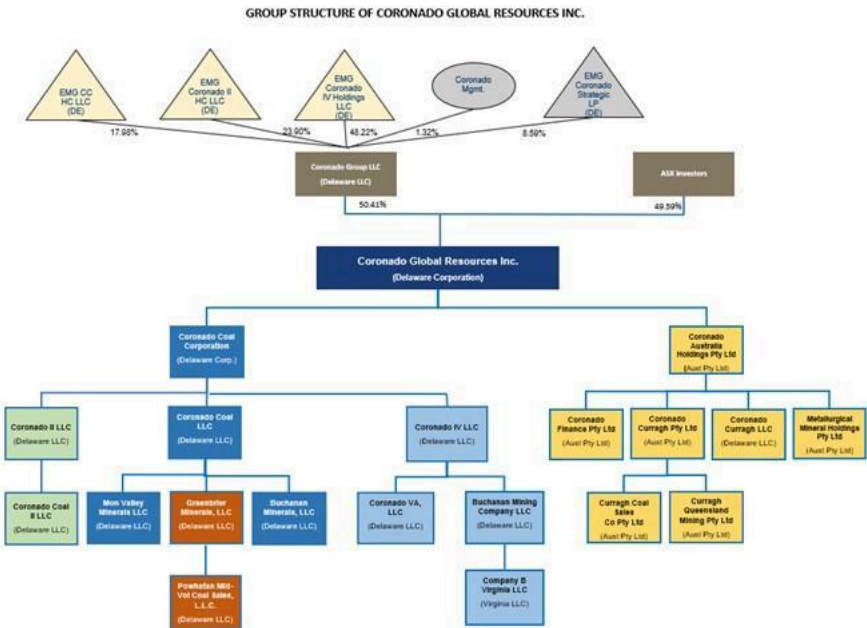 GROUP STRUCTURE OF CORONADO GLOBAL RESOURCES INC.
EMG CC
HC LLC
(DE)
EMG
Coronado II
HC LLC
(DE)
EMG
Coronado
IV Holdings
LLC
(DE)
Coronado
Mgmt.
EMG
Coronado
Strategic
LP
(DE)
17.98%
23.90%
48.22%
1.32%
8.59%
Coronado Group LLC
(Delaware LLC)
ASX Investors
50.41%
49.59%
Coronado Global Resources Inc.
(Delaware Corporation)
Coronado Coal
Corporation
(Delaware Corp.)
Coronado
Australia
Holdings Pty Ltd
(Aust Pty Ltd)
Coronado II LLC
(Delaware LLC)
Coronado Coal
LLC
(Delaware LLC)
Coronado IV LLC
(Delaware LLC)
Coronado
Finance Pty Ltd
(Aust Pty Ltd)
Coronado
Curragh Pty Ltd
(Aust Pty Ltd)
Coronado
Curragh LLC
(Delaware LLC)
Metallurgical
Mineral Holdings
Pty Ltd
(Aust Pty Ltd)
Coronado Coal
II LLC
(Delaware LLC)
Mon Valley
Minerals LLC
(Delaware LLC)
Greenbrier
Minerals, LLC
(Delaware LLC)
Buchanan
Minerals, LLC
(Delaware LLC)
Coronado VA,
LLC
(Delaware LLC)
Buchanan Mining
Company LLC
(Delaware LLC)
Curragh Coal
Sales
Co Pty Ltd
(Aust Pty Ltd)
Curragh
Queensland
Mining Pty Ltd
(Aust Pty Ltd)
Powhatan Mid-
Vol Coal Sales,
L.L.C.
(Delaware LLC)
Company B
Virginia LLC
(Virginia LLC)